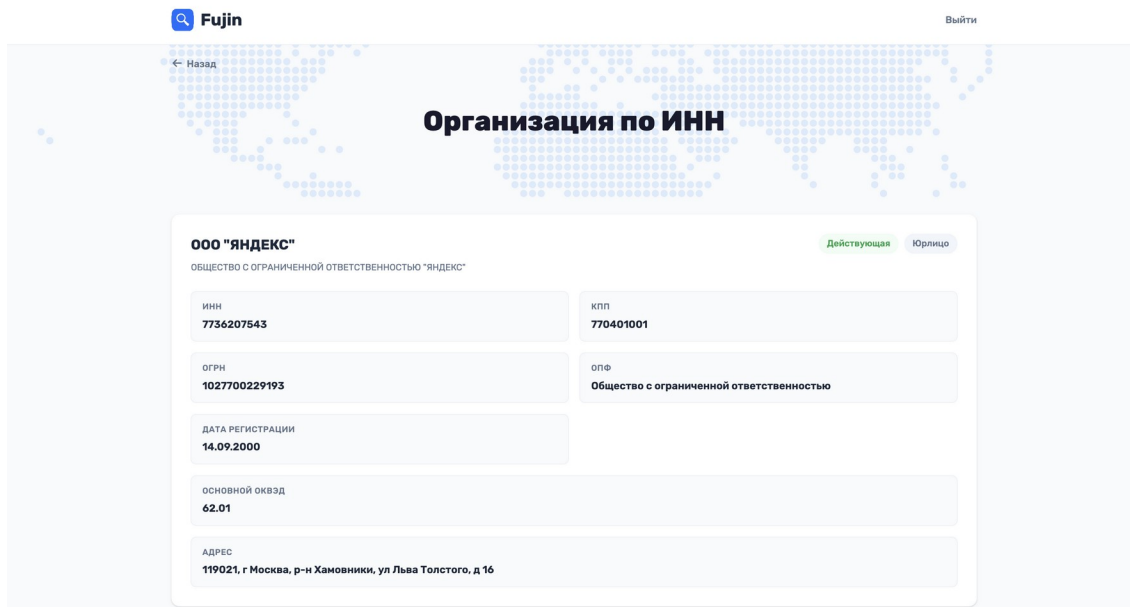 Fujin
Выйти
← Назад
Организация по ИНН
ООО "ЯНДЕКС"
Действующая
Юрлицо
ОБЩЕСТВО С ОГРАНИЧЕННОЙ ОТВЕТСТВЕННОСТЬЮ "ЯНДЕКС"
ИНН
7736207543
КПП
770401001
ОГРН
1027700229193
ОПФ
Общество с ограниченной ответственностью
ДАТА РЕГИСТРАЦИИ
14.09.2000
ОСНОВНОЙ ОКВЭД
62.01
АДРЕС
119021, г Москва, р-н Хамовники, ул Льва Толстого, д 16